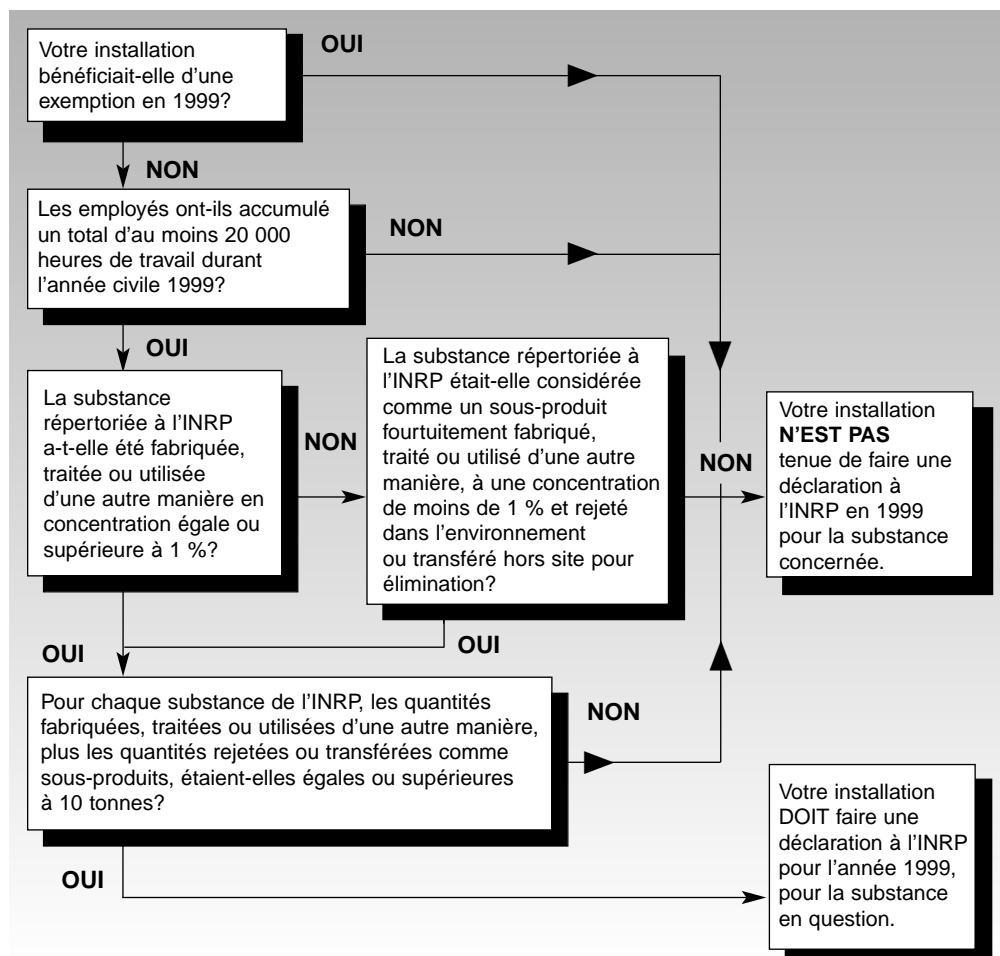 Votre installation
bénéficiait-elle d'une
exemption en 1999?
OUI
NON
Les employés ont-ils accumulé
un total d'au moins 20 000
heures de travail durant
l'année civile 1999?
NON
OUI
La substance
répertoriée à l'INRP
a-t-elle été fabriquée,
traitée ou utilisée
d'une autre manière en
concentration égale ou
supérieure à 1 %?
NON
La substance répertoriée à
l'INRP était-elle considérée
comme un sous-produit
fourtuitement fabriqué,
traité ou utilisé d'une autre
manière, à une concentration
de moins de 1 % et rejeté
dans l'environnement
ou transféré hors site pour
élimination?
NON
Votre installation
N'EST PAS
tenue de faire une
déclaration à
l'INRP en 1999
pour la substance
concernée.
OUI
OUI
Pour chaque substance de l'INRP, les quantités
fabriquées, traitées ou utilisées d'une autre manière,
plus les quantités rejetées ou transférées comme
sous-produits, étaient-elles égales ou supérieures
à 10 tonnes?
NON
OUI
Votre installation
DOIT faire une
déclaration à l'INRP
pour l'année 1999,
pour la substance
en question.